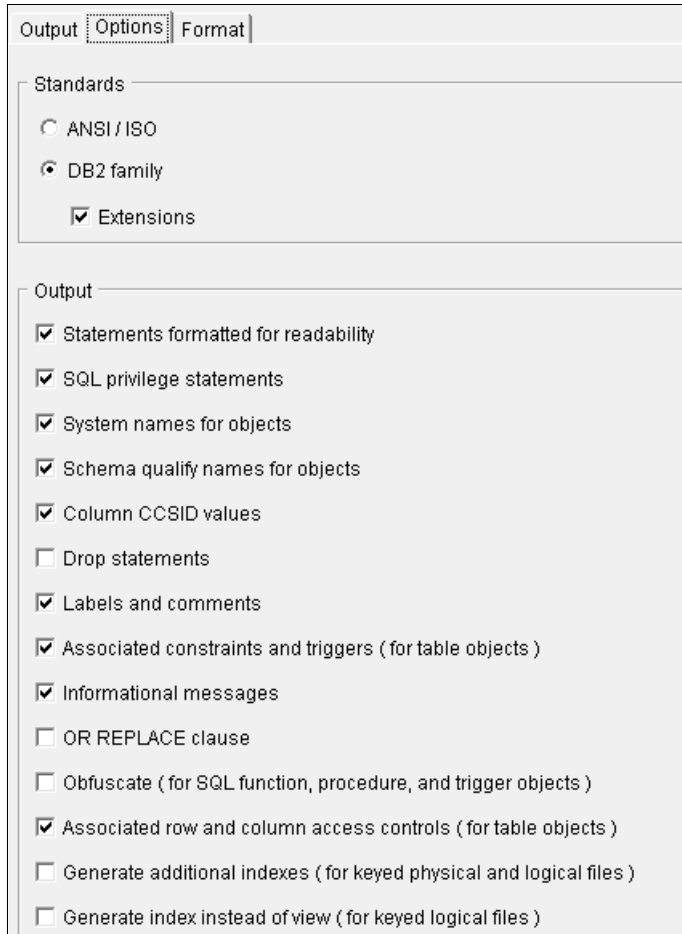 Output Options Format
Standards
ANSI / ISO
DB2 family
Extensions
Output
Statements formatted for readability
SQL privilege statements
System names for objects
Schema qualify names for objects
Column CCSID values
Drop statements
Labels and comments
Associated constraints and triggers ( for table objects )
Informational messages
OR REPLACE clause
Obfuscate ( for SQL function, procedure, and trigger objects )
Associated row and column access controls ( for table objects )
Generate additional indexes ( for keyed physical and logical files )
Generate index instead of view ( for keyed logical files )